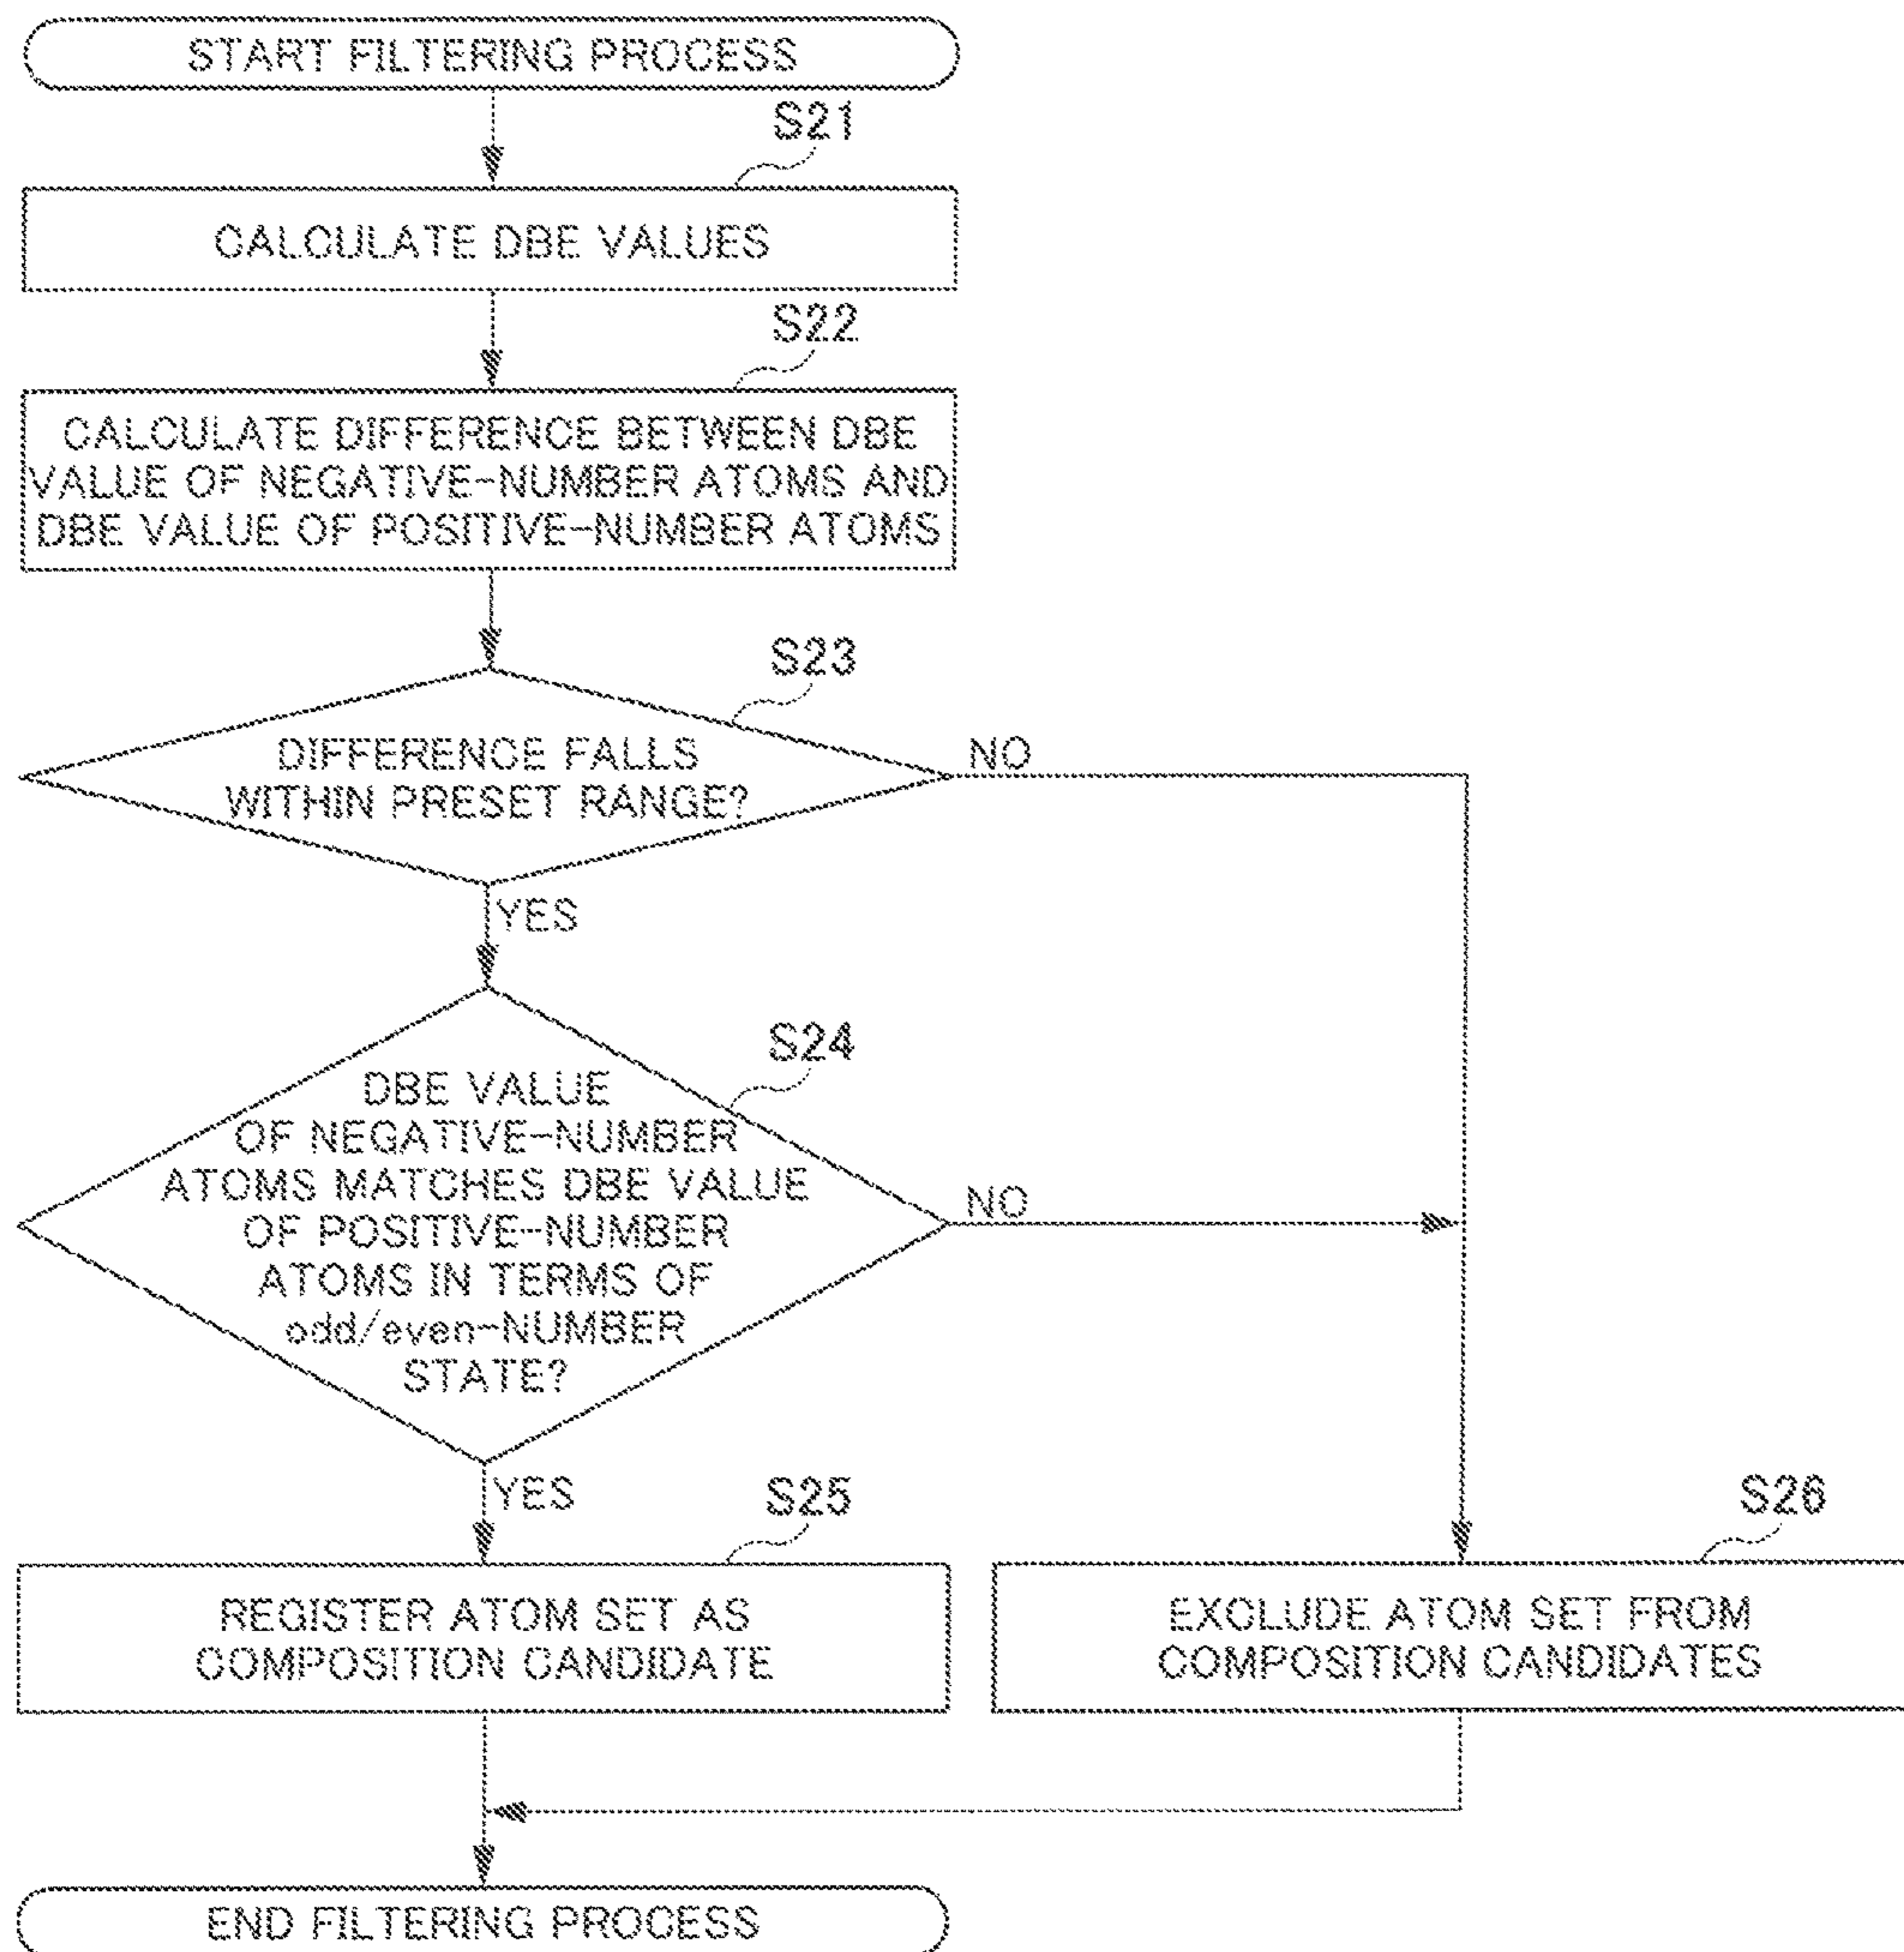 START FILTERING PROCESS
S21
CALCULATE DBE VALUES
S22
CALCULATE DIFFERENCE BETWEEN DBE
VALUE OF NEGATIVE-NUMBER ATOMS AND
DBE VALUE OF POSITIVE-NUMBER ATOMS
S23
DIFFERENCE FALLS
WITHIN PRESET RANGE?
NO
YES
S24
DBE VALUE
OF NEGATIVE-NUMBER
ATOMS MATCHES DBE VALUE
OF POSITIVE-NUMBER
ATOMS IN TERMS OF
odd/even-NUMBER
STATE?
NO
YES
S25
REGISTER ATOM SET AS
COMPOSITION CANDIDATE
S26
EXCLUDE ATOM SET FROM
COMPOSITION CANDIDATES
END FILTERING PROCESS